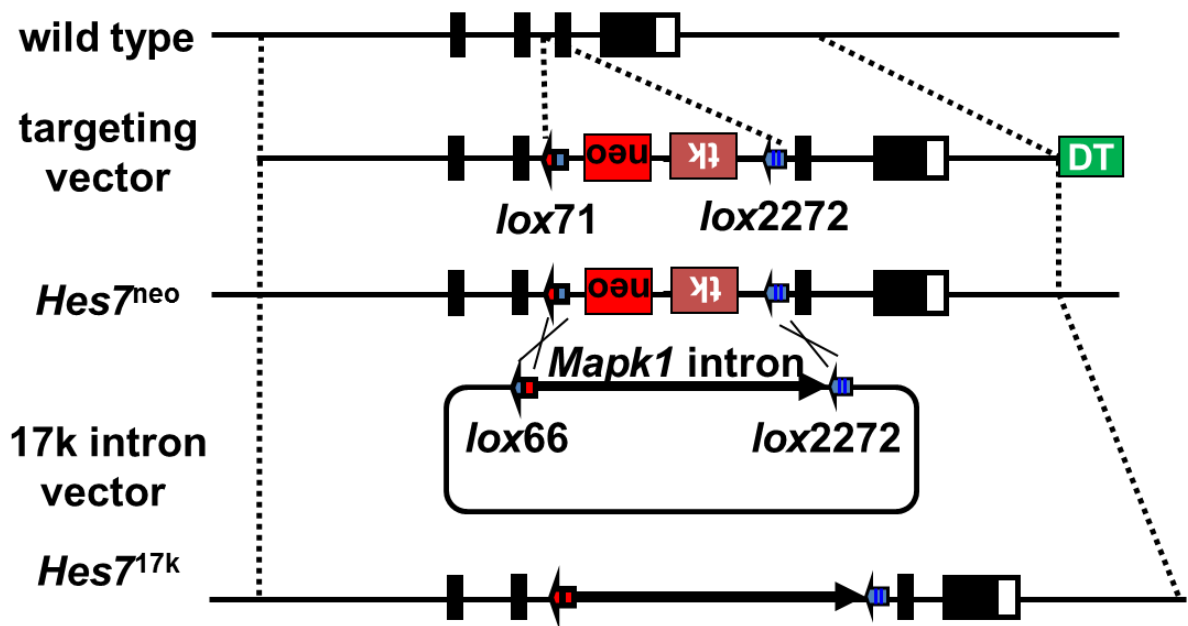 wild type
targeting
vector
neo
tk
DT
lox71
lox2272
Hes7neo
neo
tk
Mapk1 intron
lox66
lox2272
17k intron
vector
Hes717k